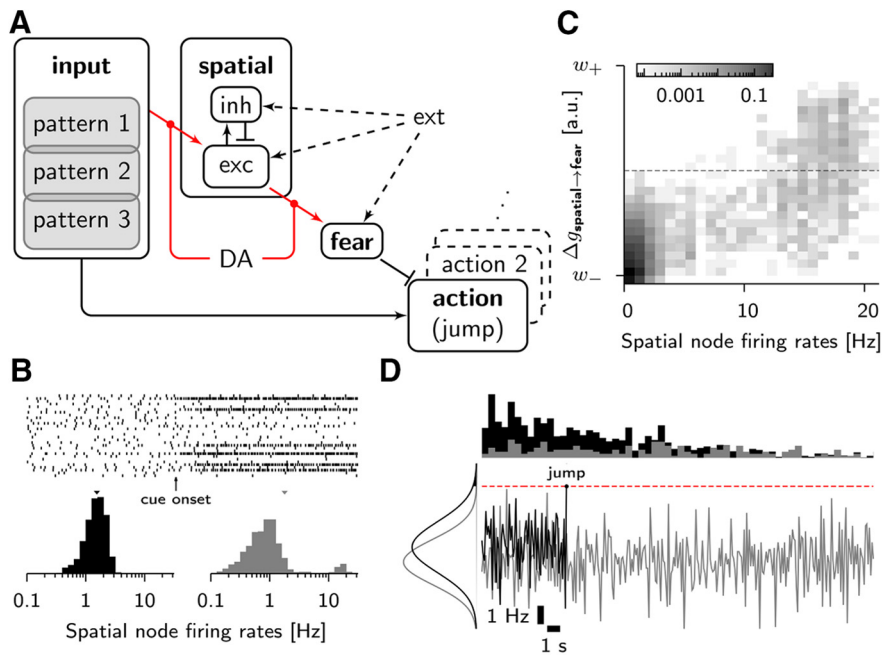 A
input
pattern 1
pattern 2
pattern 3
spatial
inh
exc
ext
DA
fear
action 2
action
(jump)
C
w+
0.001
0.1
Δg spatial→fear [a.u.]
w−
0
10
20
Spatial node firing rates [Hz]
B
cue onset
0.1
1
10
0.1
1
10
Spatial node firing rates [Hz]
D
jump
1 Hz
1 s